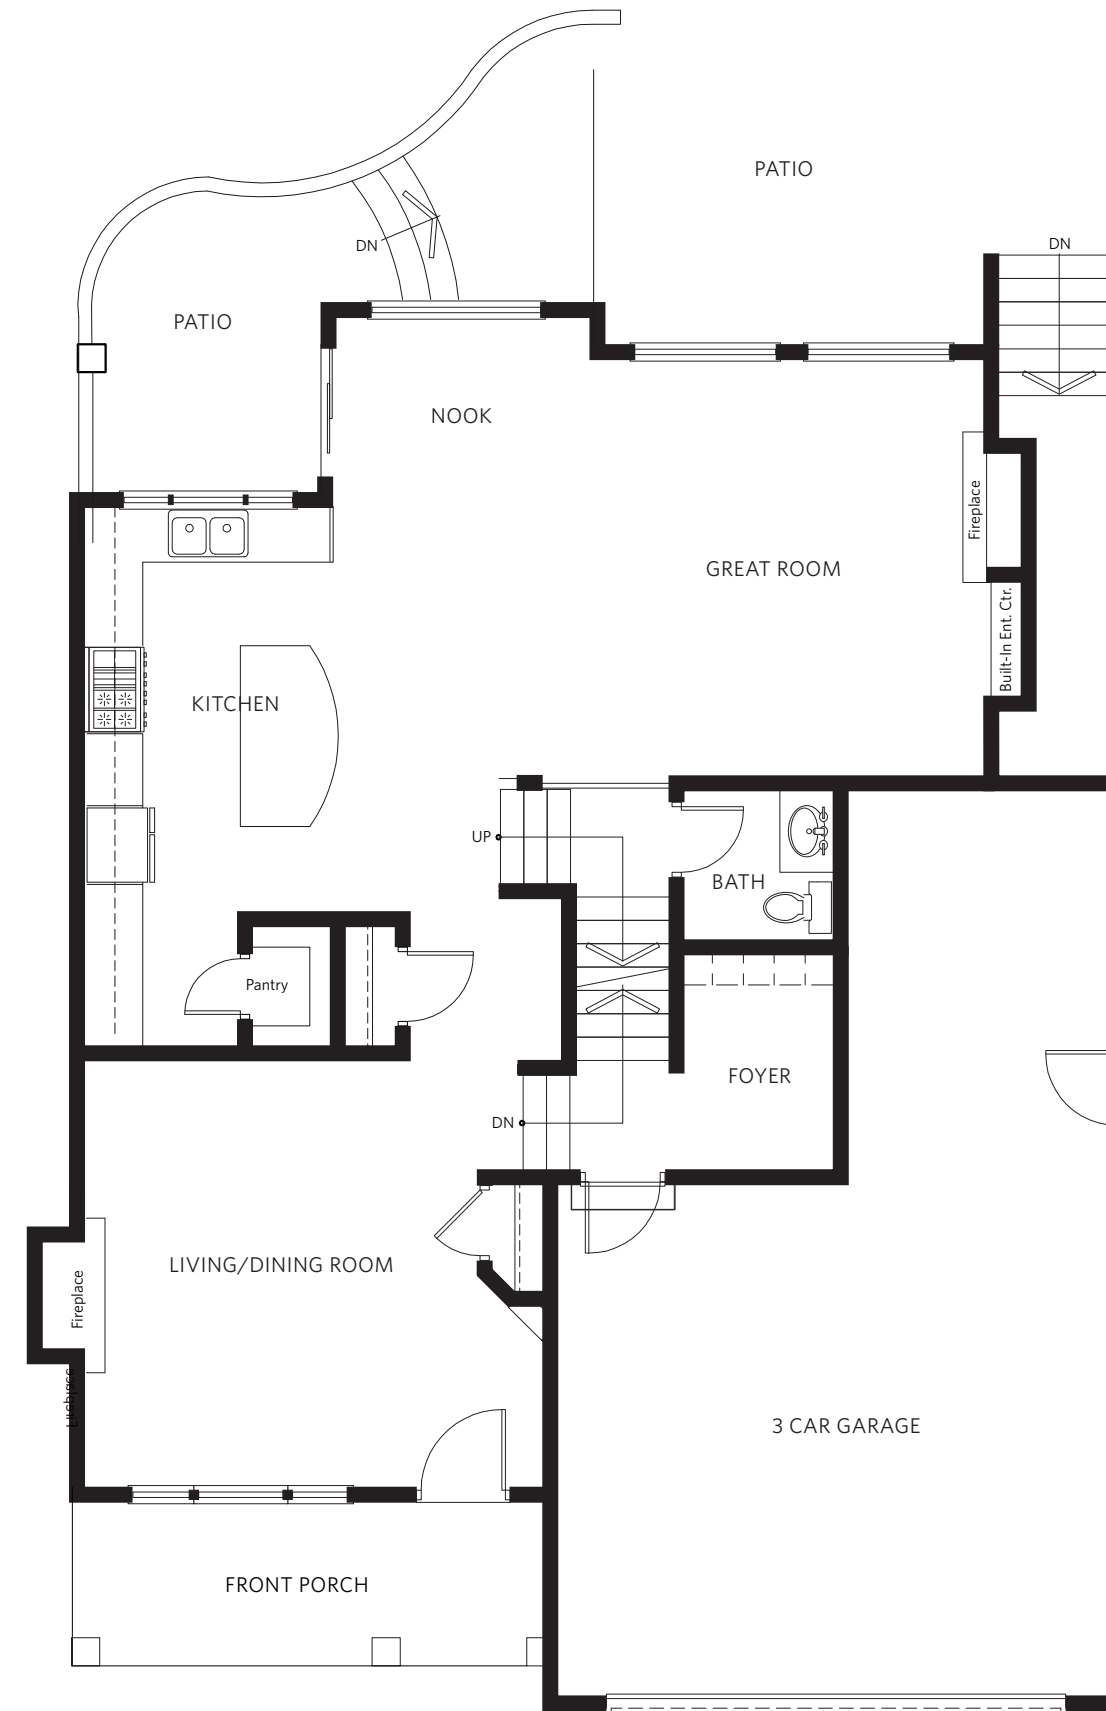 PATIO
DN
DN
PATIO
NOOK
Fireplace
GREAT ROOM
Built-In Ent. Ctr.
KITCHEN
UP
BATH
Pantry
FOYER
DN
LIVING/DINING ROOM
Fireplace
Fireplace
3 CAR GARAGE
FRONT PORCH